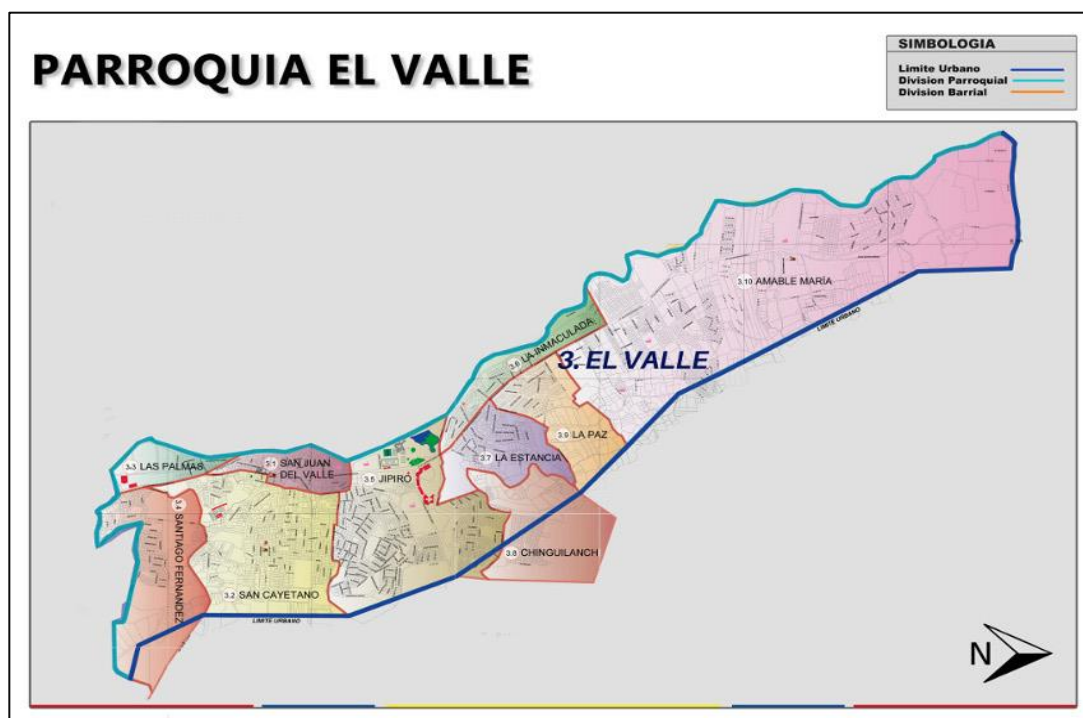 PARROQUIA EL VALLE
SIMBOLOGIA
Limite Urbano
Division Parroquial
Division Barrial
3.10 AMABLE MARÍA
LIMITE URBANO
3.6 LA INMACULADA.
3. EL VALLE
3.9 LA PAZ
3.7 LA ESTANCIA
3.3 LAS PALMAS
3.1 SAN JUAN
DEL VALLE
3.5 JIPIRÓ
3.4 SANTIAGO FERNANDEZ
3.8 CHINGUILANCH
3.2 SAN CAYETANO
LIMITE URBANO
N